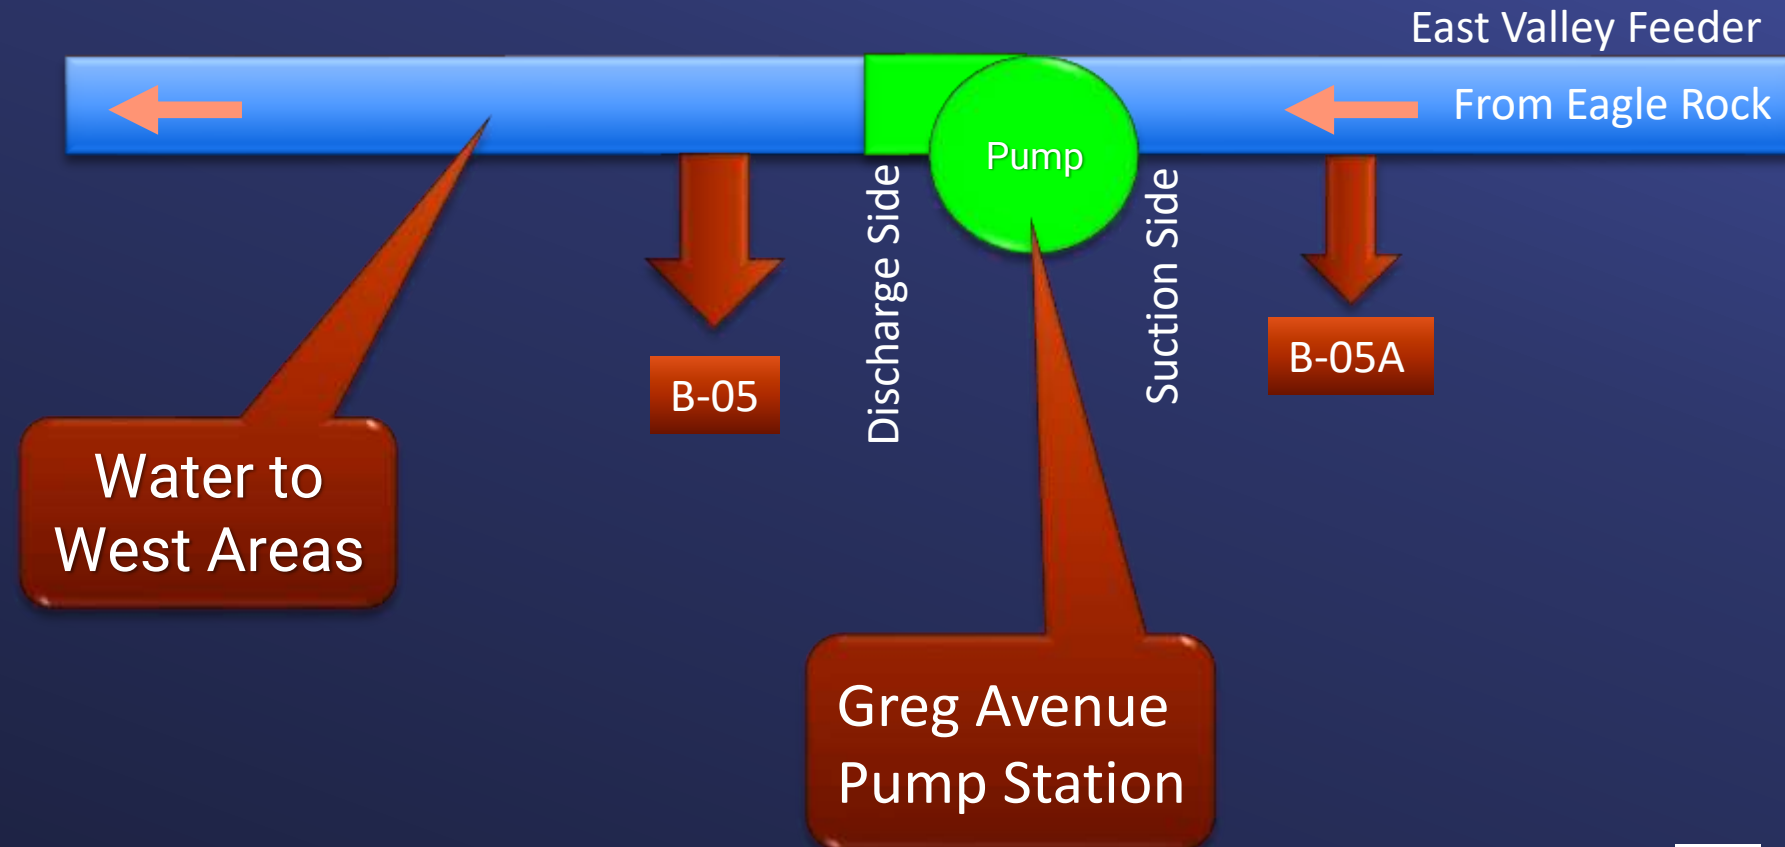 East Valley Feeder
From Eagle Rock
Pump
Discharge Side
Suction Side
B-05
B-05A
Water to
West Areas
Greg Avenue
Pump Station